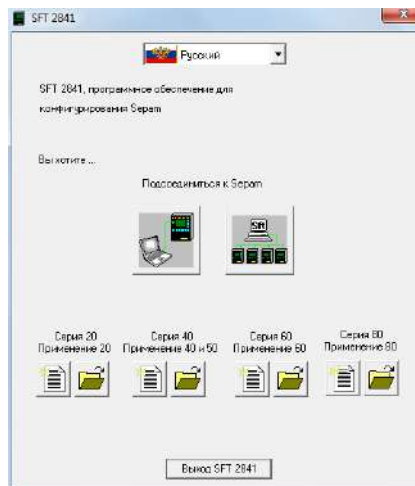 SFT 2841
Русский
SFT 2841, программное обеспечение для
конфигурирования Sepam
Вы хотите ...
Подсоединиться к Sepam
Sft
Серия 20
Применение 20
Серия 40
Применение 40 и 50
Серия 60
Применение 60
Серия 80
Применение 80
Выход SFT 2841